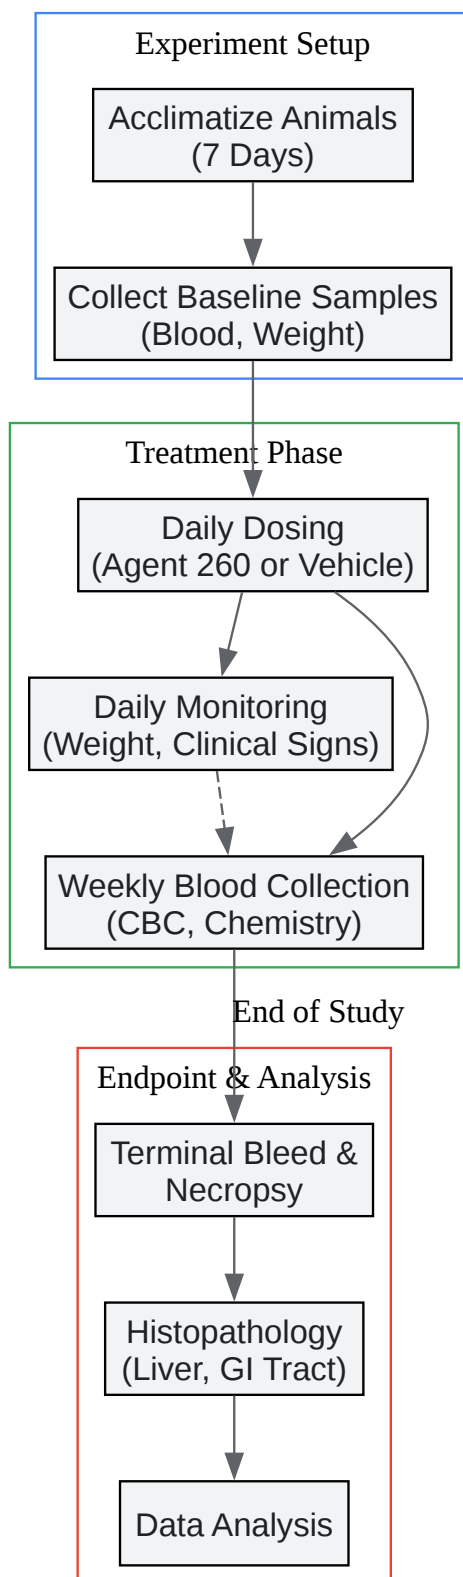 Experiment Setup
Acclimatize Animals
(7 Days)
Collect Baseline Samples
(Blood, Weight)
Treatment Phase
Daily Dosing
(Agent 260 or Vehicle)
Daily Monitoring
(Weight, Clinical Signs)
Weekly Blood Collection
(CBC, Chemistry)
End of Study
Endpoint & Analysis
Terminal Bleed &
Necropsy
Histopathology
(Liver, GI Tract)
Data Analysis